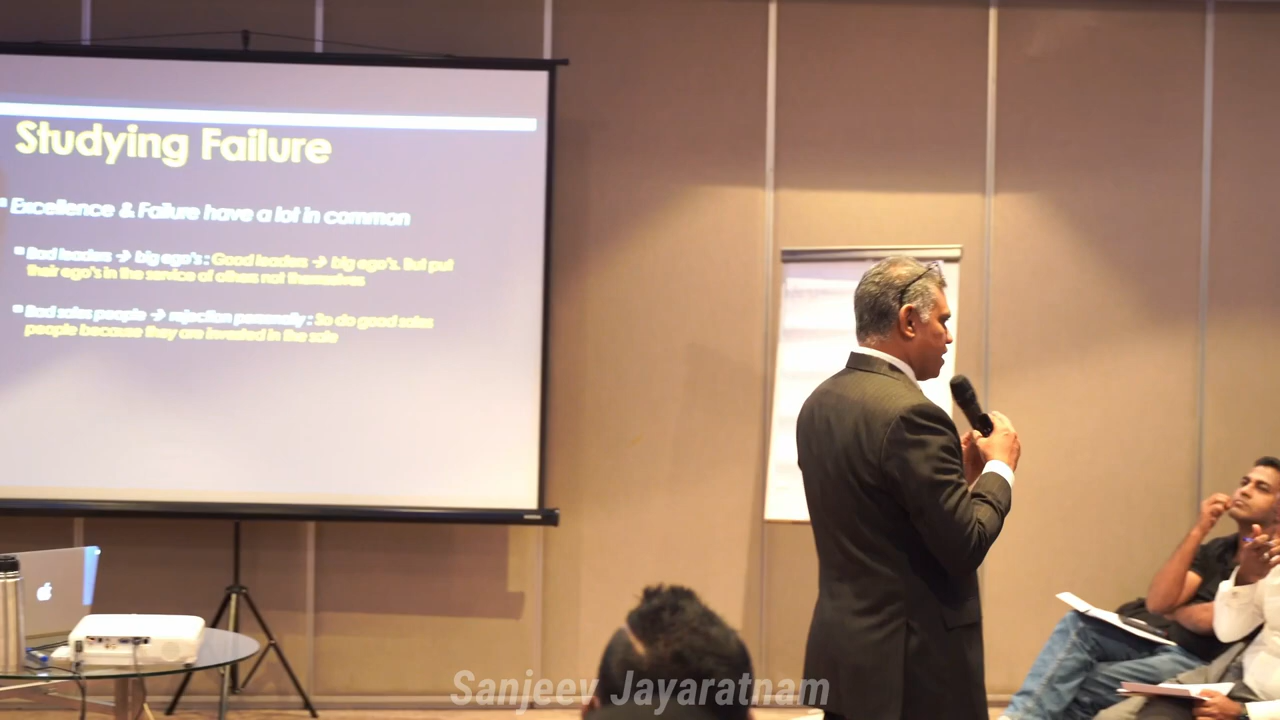 Studying Failure
Excellence & Failure have a lot in common
Bad leaders → big ego's : Good leaders → big ego's. But put
their ego's in the service of others not themselves
Bad sales people → rejection personally : So do good sales
people because they are invested in the sale
Sanjeev Jayaratnam